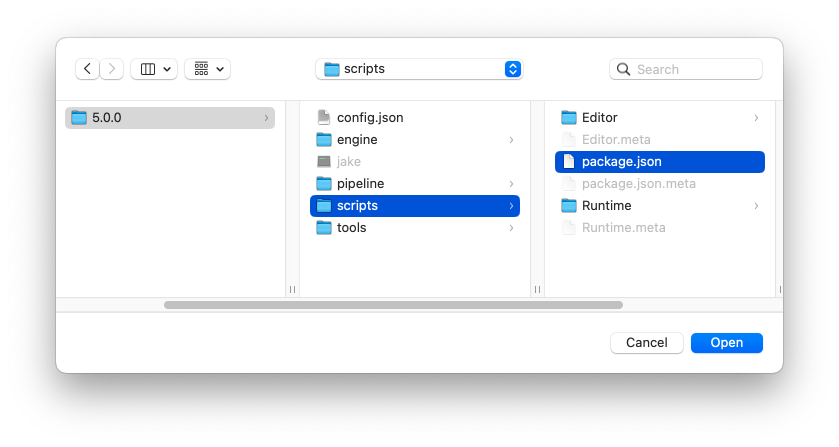 scripts
Search
5.0.0
config.json
engine
jake
pipeline
scripts
tools
Editor
Editor.meta
package.json
package.json.meta
Runtime
Runtime.meta
Cancel
Open